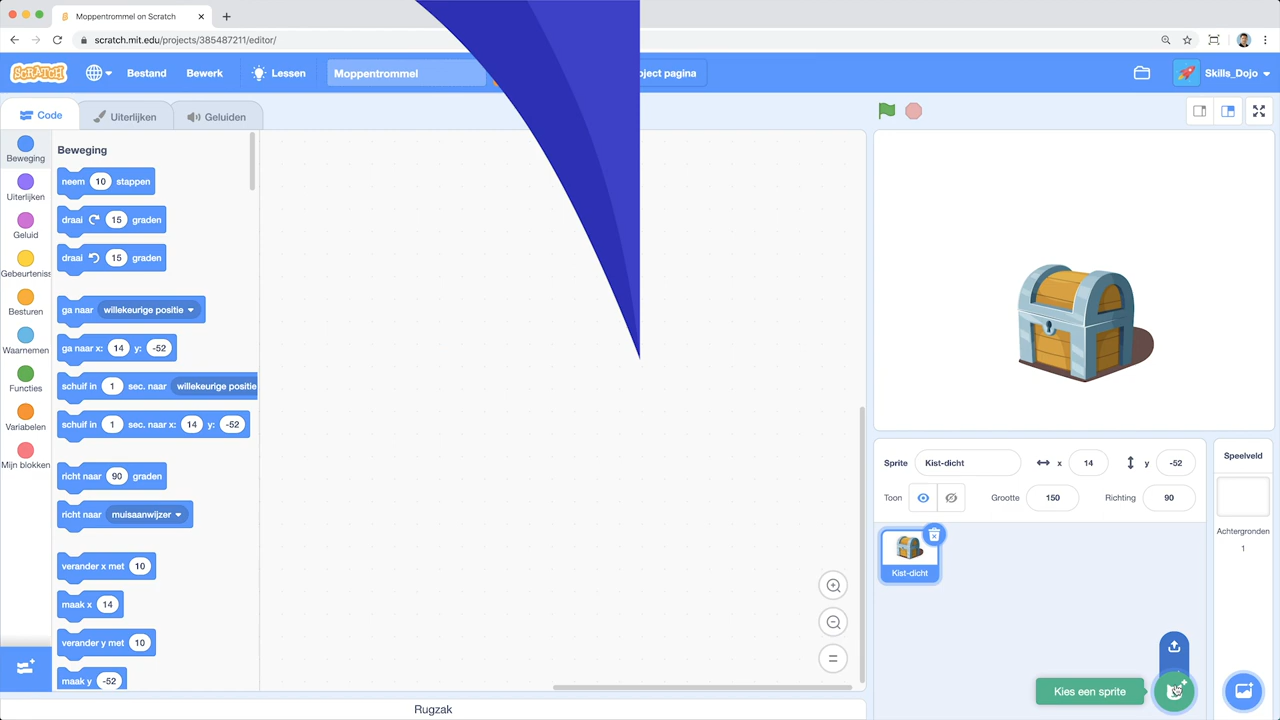 Moppentrommel on Scratch
scratch.mit.edu/projects/385487211/editor/
SCRATCH
Bestand
Bewerk
Lessen
Moppentrommel
ject pagina
Skills_Dojo
Code
Uiterlijken
Geluiden
Beweging
Uiterlijken
Geluid
Gebeurteniss
Besturen
Waarnemen
Functies
Variabelen
Mijn blokken
Beweging
neem 10 stappen
draai 15 graden
draai 15 graden
ga naar willekeurige positie
ga naar x: 14 y: -52
schuif in 1 sec. naar willekeurige positie
schuif in 1 sec. naar x: 14 y: -52
richt naar 90 graden
richt naar muisaanwijzer
verander x met 10
maak x 14
verander y met 10
maak y -52
Rugzak
Sprite Kist-dicht x 14 y -52
Toon Grootte 150 Richting 90
Kist-dicht
Kies een sprite
Speelveld
Achtergronden
1